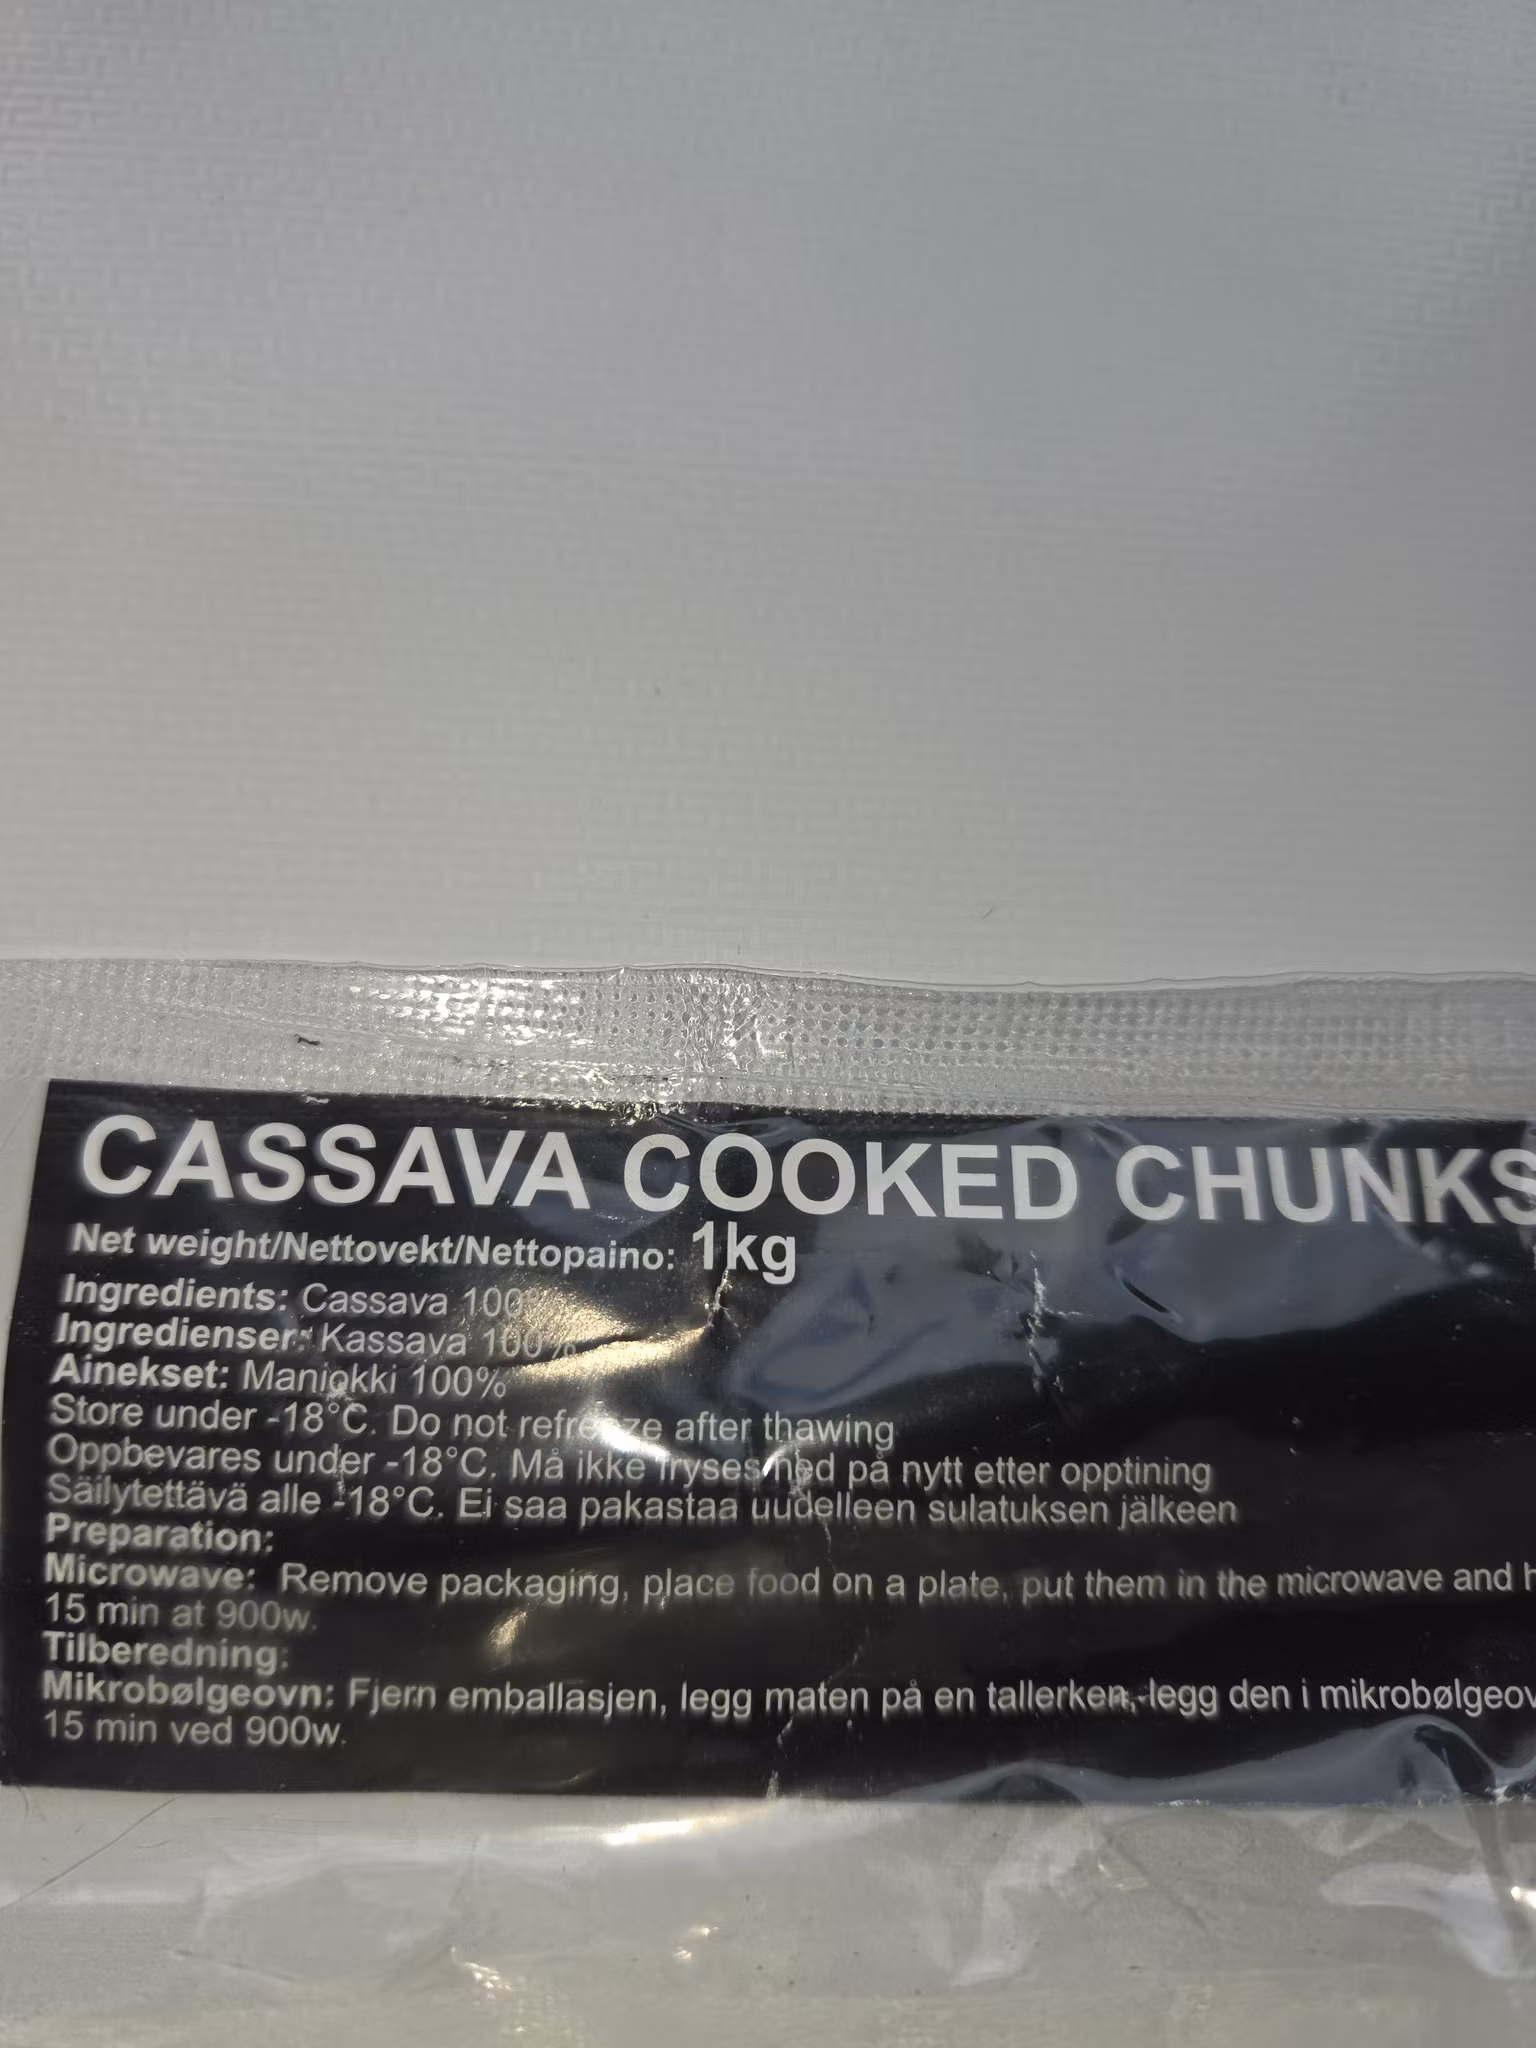 CASSAVA COOKED CHUNKS
Net weight/Nettovekt/Nettopaino: 1kg
Ingredients: Cassava 100%
Ingredienser: Kassava 100%
Ainekset: Maniokki 100%
Store under -18°C. Do not refreeze after thawing
Oppbevares under -18°C. Må ikke fryses ned på nytt etter opptining
Säilytettävä alle -18°C. Ei saa pakastaa uudelleen sulatuksen jälkeen
Preparation:
Microwave: Remove packaging, place food on a plate, put them in the microwave and
15 min at 900w.
Tilberedning:
Mikrobølgeovn: Fjern emballasjen, legg maten på en tallerken, legg den i
15 min ved 900w.